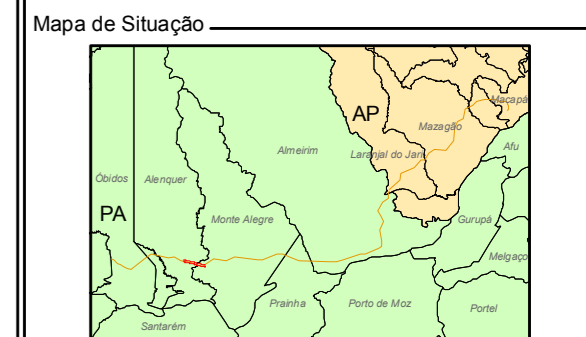 Mapa de Situação
Macapá
AP
Mazagão
Almeirim
Laranjal do Jari
Afu
Óbidos
Alenquer
PA
Monte Alegre
Gurupá
Melgaço
Prainha
Porto de Moz
Portel
Santarém